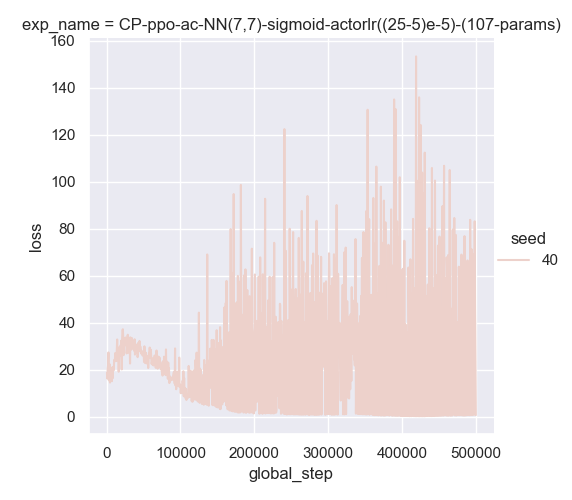 exp_name = CP-ppo-ac-NN(7,7)-sigmoid-actorlr((25-5)e-5)-(107-params)
160
140
120
100
80
60
40
20
0
loss
0 100000 200000 300000 400000 500000
global_step
seed
40